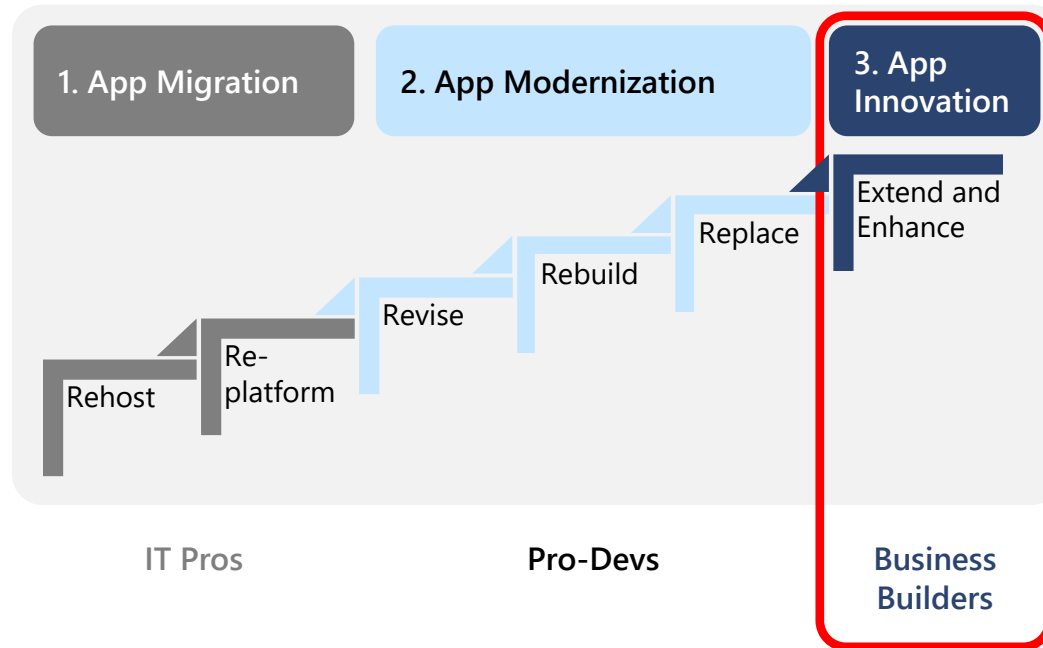 1. App Migration
2. App Modernization
3. App
Innovation
Extend and
Enhance
Replace
Rebuild
Revise
Re-
platform
Rehost
IT Pros
Pro-Devs
Business
Builders